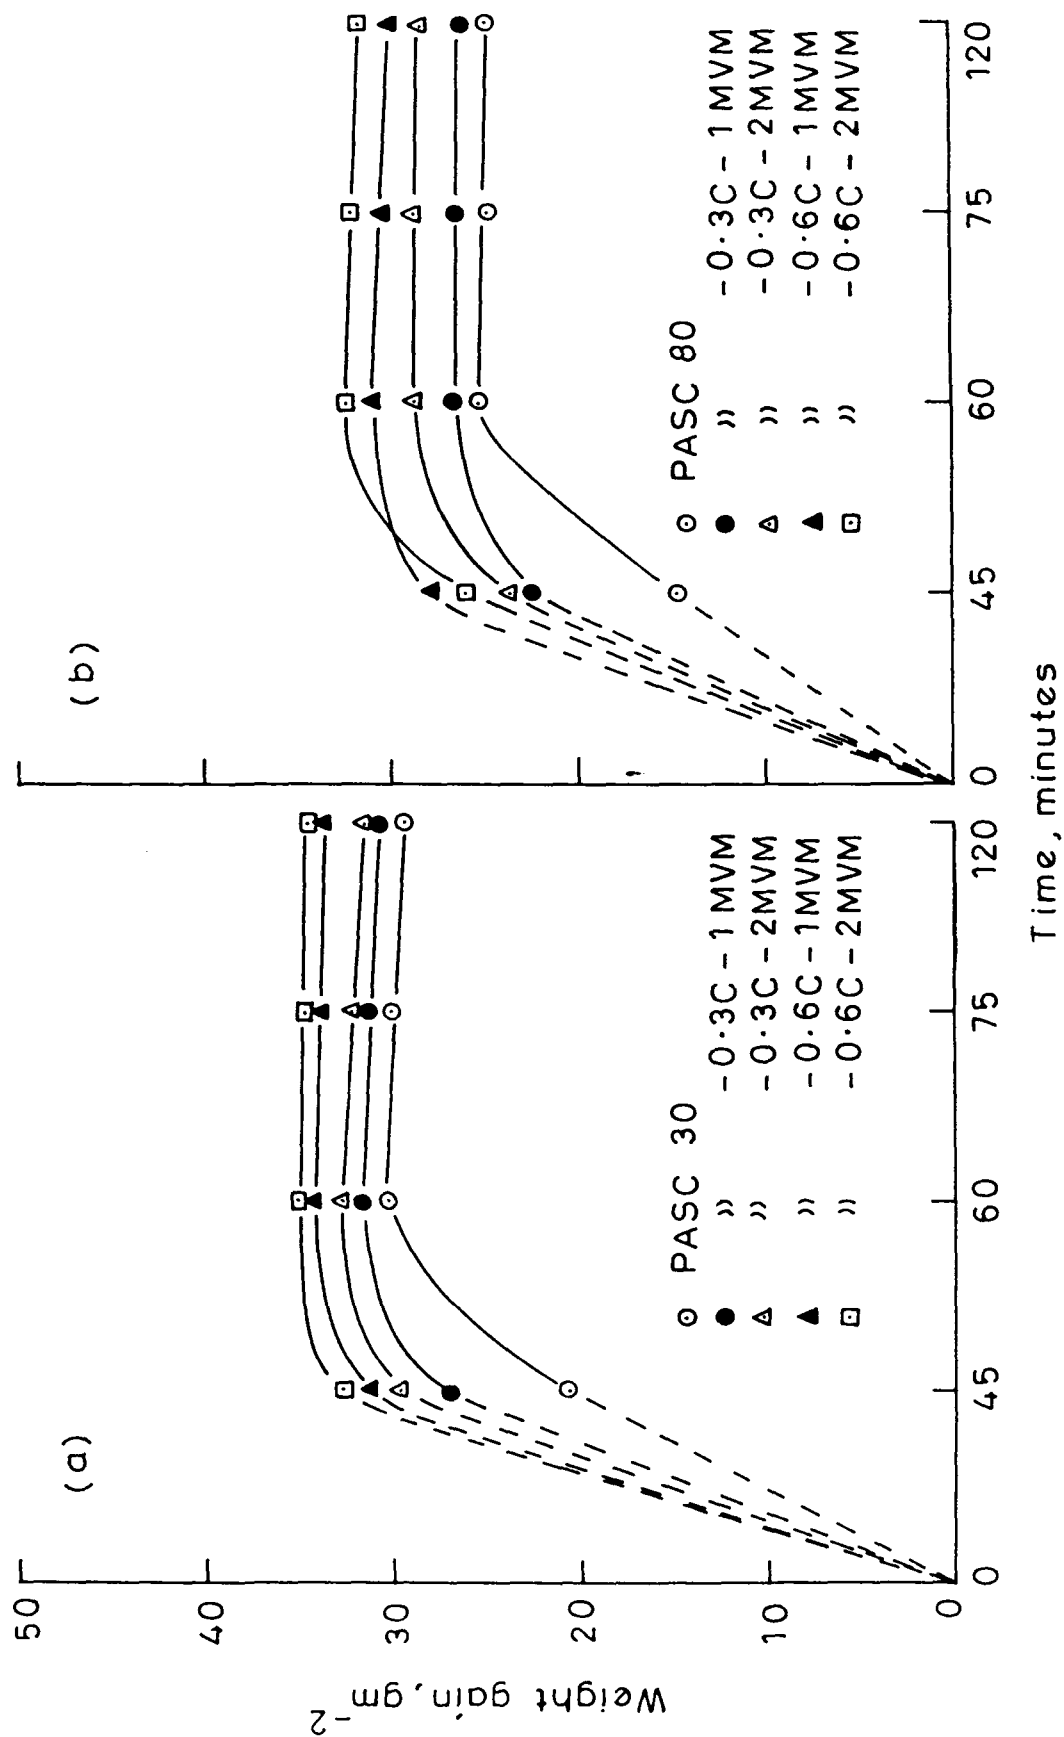 (a)
(b)
50
40
30
20
10
0
Weight gain, gm⁻²
0 45 60 75 120
0 45 60 75 120
Time, minutes
PASC 30
" -0·3C-1MVM
" -0·3C-2MVM
" -0·6C-1MVM
" -0·6C-2MVM
PASC 80
" -0·3C-1MVM
" -0·3C-2MVM
" -0·6C-1MVM
" -0·6C-2MVM